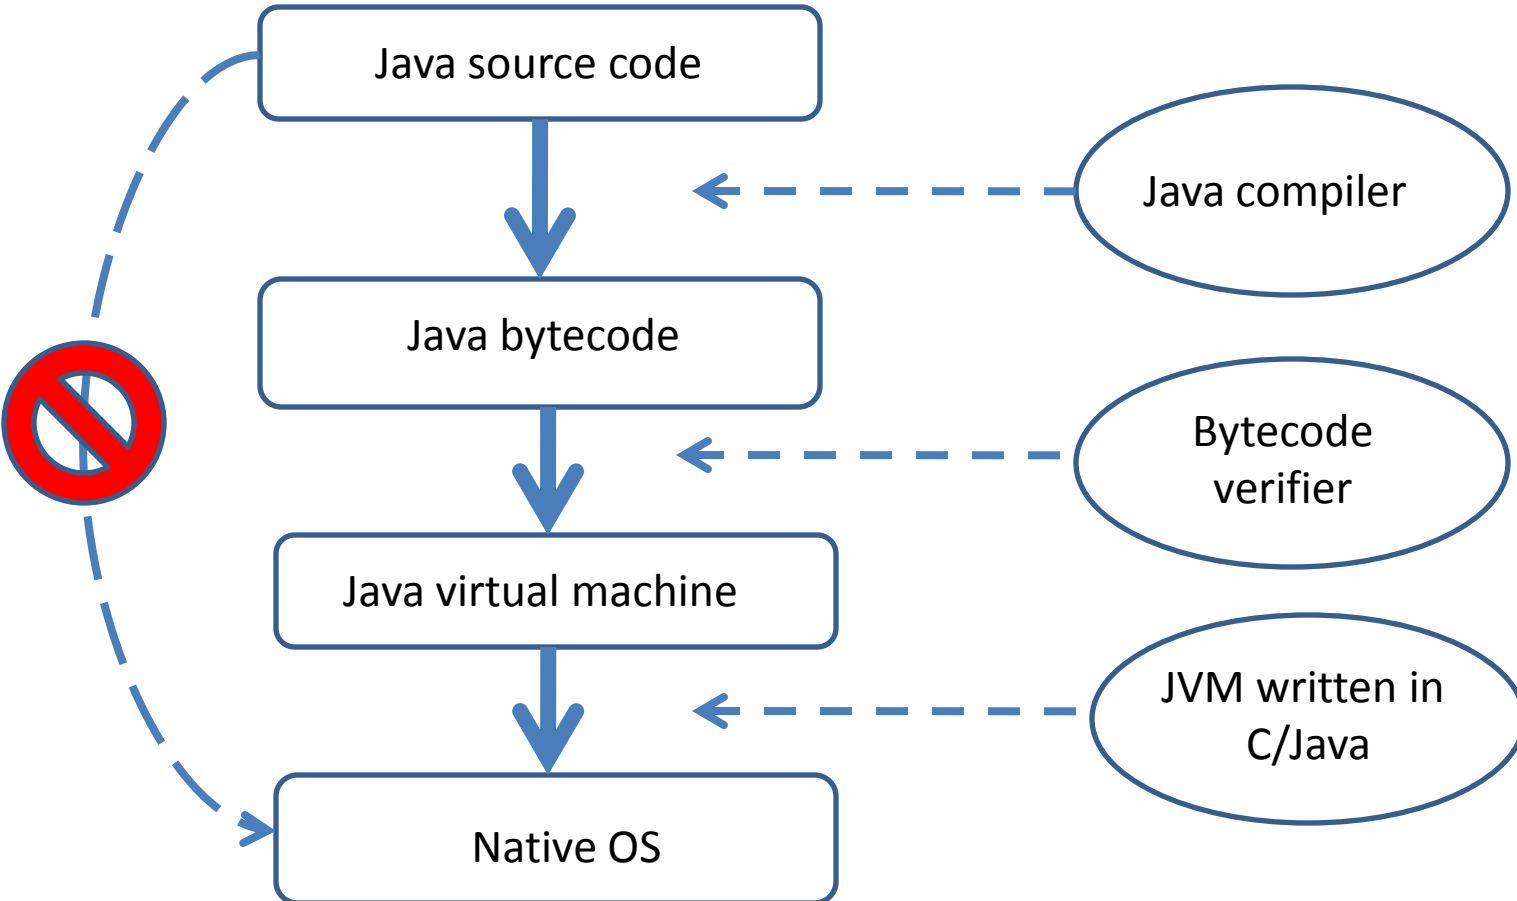 Java source code
Java compiler
Java bytecode
Bytecode
verifier
Java virtual machine
JVM written in
C/Java
Native OS